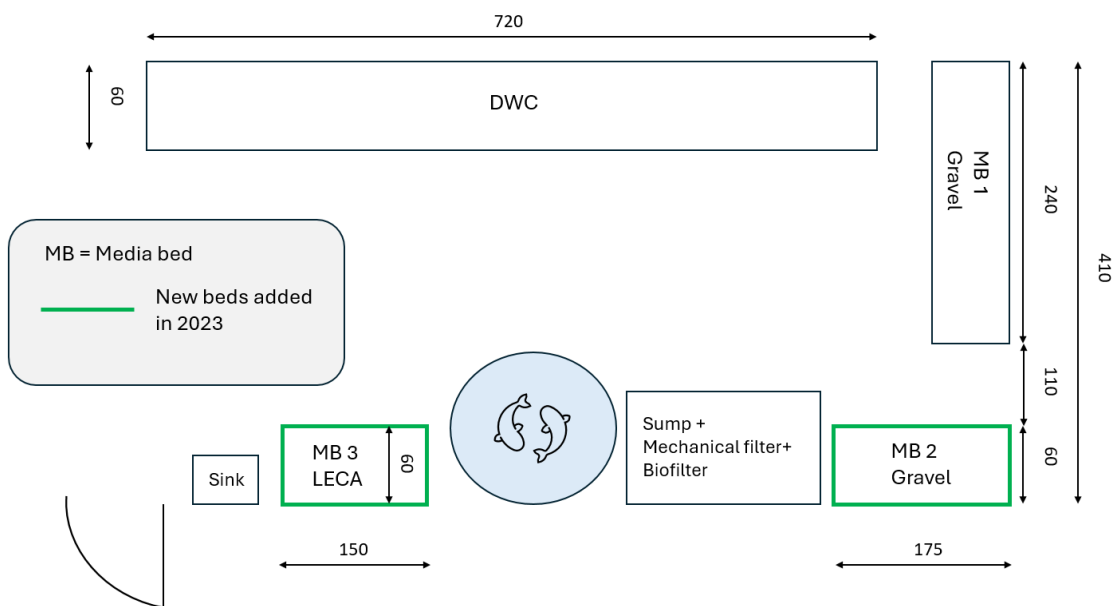 720
60
DWC
MB 1
Gravel
240
410
MB = Media bed
New beds added
in 2023
110
Sump +
Mechanical filter+
Biofilter
MB 3
LECA
60
MB 2
Gravel
60
Sink
150
175